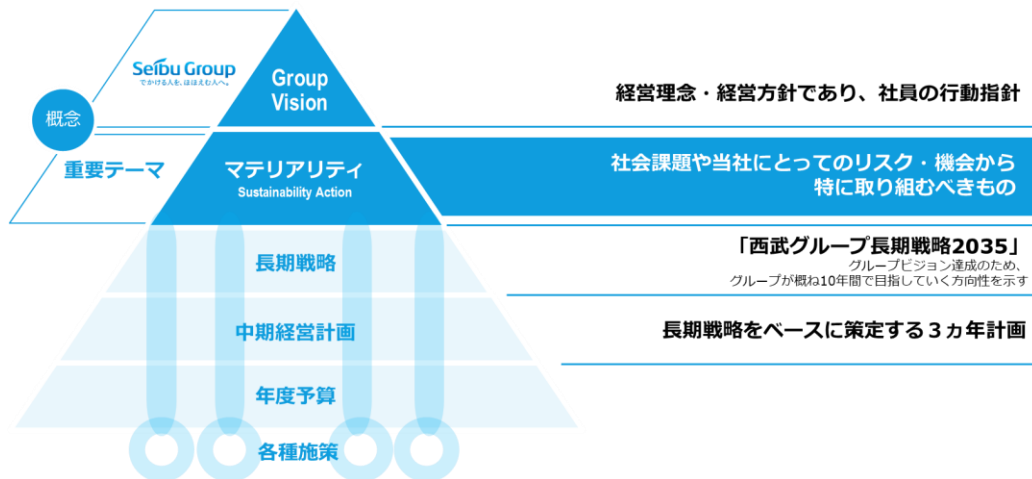 Seibu Group
でかける人を、ほほえむ人へ。
概念
Group
Vision
経営理念・経営方針であり、社員の行動指針
重要テーマ
マテリアリティ
Sustainability Action
社会課題や当社にとってのリスク・機会から
特に取り組むべきもの
長期戦略
「西武グループ長期戦略2035」
グループビジョン達成のため、
グループが概ね10年間で目指していく方向性を示す
中期経営計画
長期戦略をベースに策定する３ヵ年計画
年度予算
各種施策